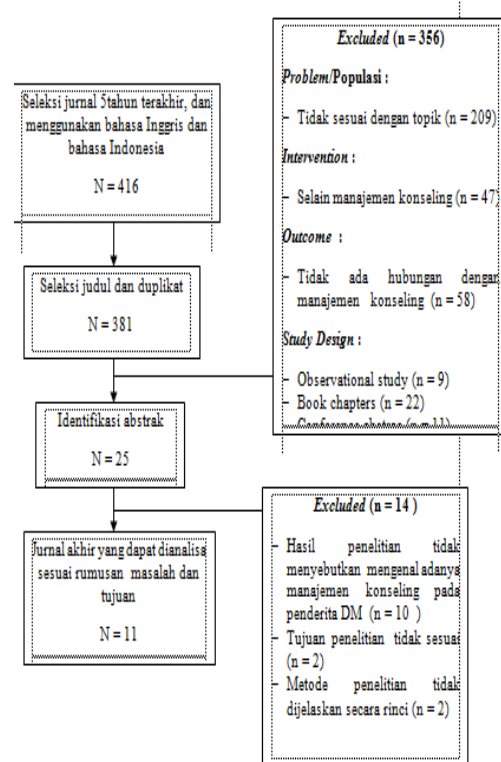 Seleksi jurnal 5tahun terakhir, dan
menggunakan bahasa Inggris dan
bahasa Indonesia
N = 416
Seleksi judul dan duplikat
N = 381
Identifikasi abstrak
N = 25
Jurnal akhir yang dapat dianalisa
sesuai rumusan masalah dan
tujuan
N = 11
Excluded (n = 356)
Problem/Populasi :
- Tidak sesuai dengan topik (n = 209)
Intervention :
- Selain manajemen konseling (n = 47)
Outcome :
- Tidak ada hubungan dengan
manajemen konseling (n = 58)
Study Design :
- Observational study (n = 9)
- Book chapters (n = 22)
Excluded (n = 14 )
- Hasil penelitian tidak
menyebutkan mengenai adanya
manajemen konseling pada
penderita DM (n = 10 )
- Tujuan penelitian tidak sesuai
(n = 2)
- Metode penelitian tidak
dijelaskan secara rinci (n = 2)